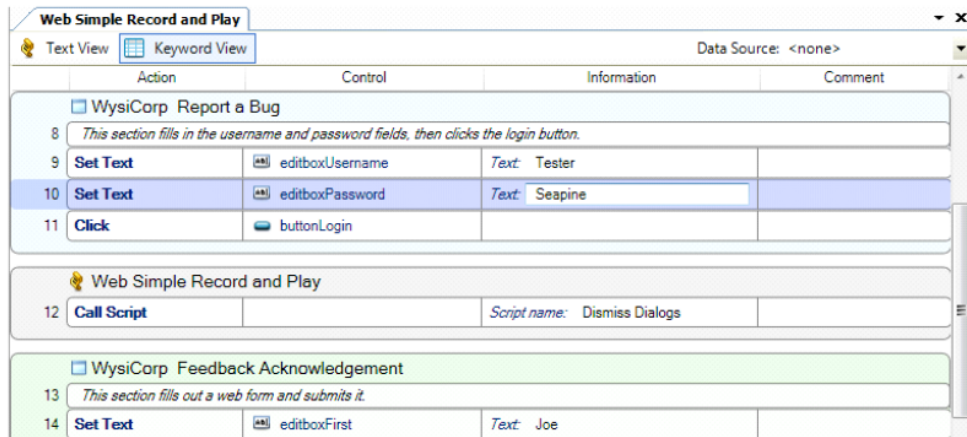 Web Simple Record and Play
Text View Keyword View Data Source: <none>
Action Control Information Comment
WysiCorp Report a Bug
8 This section fills in the username and password fields, then clicks the login button.
9 Set Text editboxUsername Text: Tester
10 Set Text editboxPassword Text: Seapine
11 Click buttonLogin
Web Simple Record and Play
12 Call Script Script name: Dismiss Dialogs
WysiCorp Feedback Acknowledgement
13 This section fills out a web form and submits it.
14 Set Text editboxFirst Text: Joe